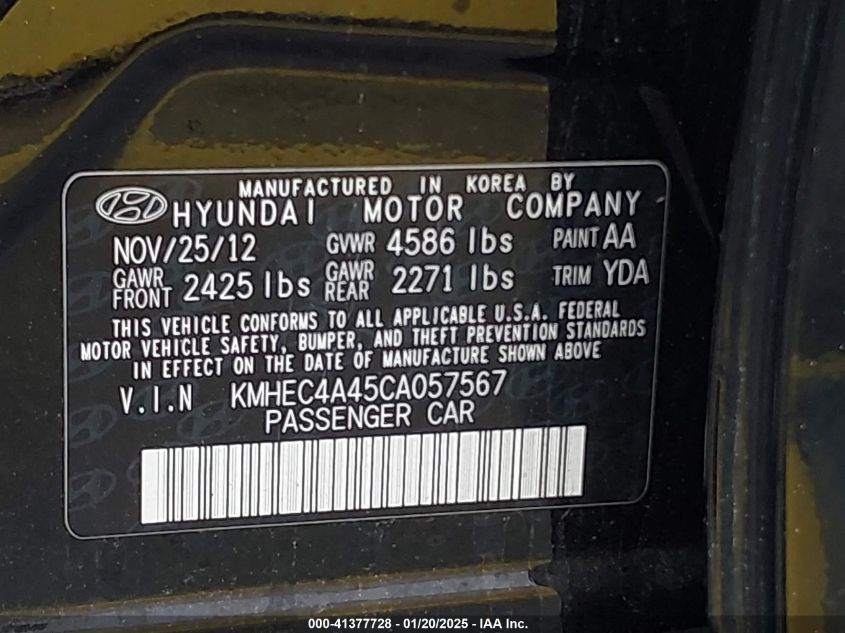 MANUFACTURED IN KOREA BY
HYUNDAI MOTOR COMPANY
NOV/25/12 GVWR 4586 lbs PAINT AA
GAWR FRONT 2425 lbs GAWR REAR 2271 lbs TRIM YDA
THIS VEHICLE CONFORMS TO ALL APPLICABLE U.S.A. FEDERAL
MOTOR VEHICLE SAFETY, BUMPER, AND THEFT PREVENTION STANDARDS
IN EFFECT ON THE DATE OF MANUFACTURE SHOWN ABOVE
V.I.N KMHEC4A45CA057567
PASSENGER CAR
000-41377728 - 01/20/2025 - IAA Inc.